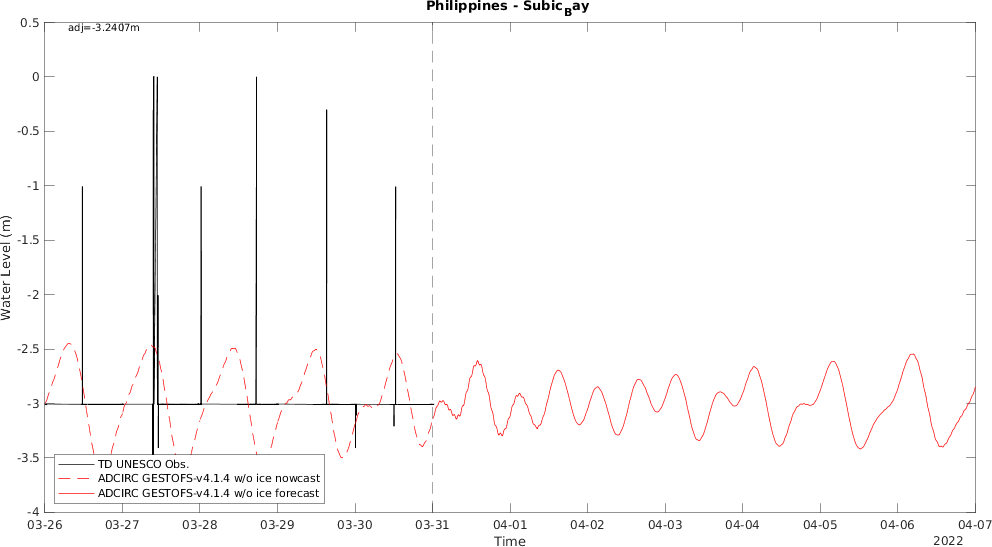 Philippines - Subic_Bay
adj=-3.2407m
0.5
0
-0.5
-1
-1.5
-2
-2.5
-3
-3.5
-4
Water Level (m)
TD UNESCO Obs.
ADCIRC GESTOFS-v4.1.4 w/o ice nowcast
ADCIRC GESTOFS-v4.1.4 w/o ice forecast
03-26 03-27 03-28 03-29 03-30 03-31 04-01 04-02 04-03 04-04 04-05 04-06 04-07
Time
2022